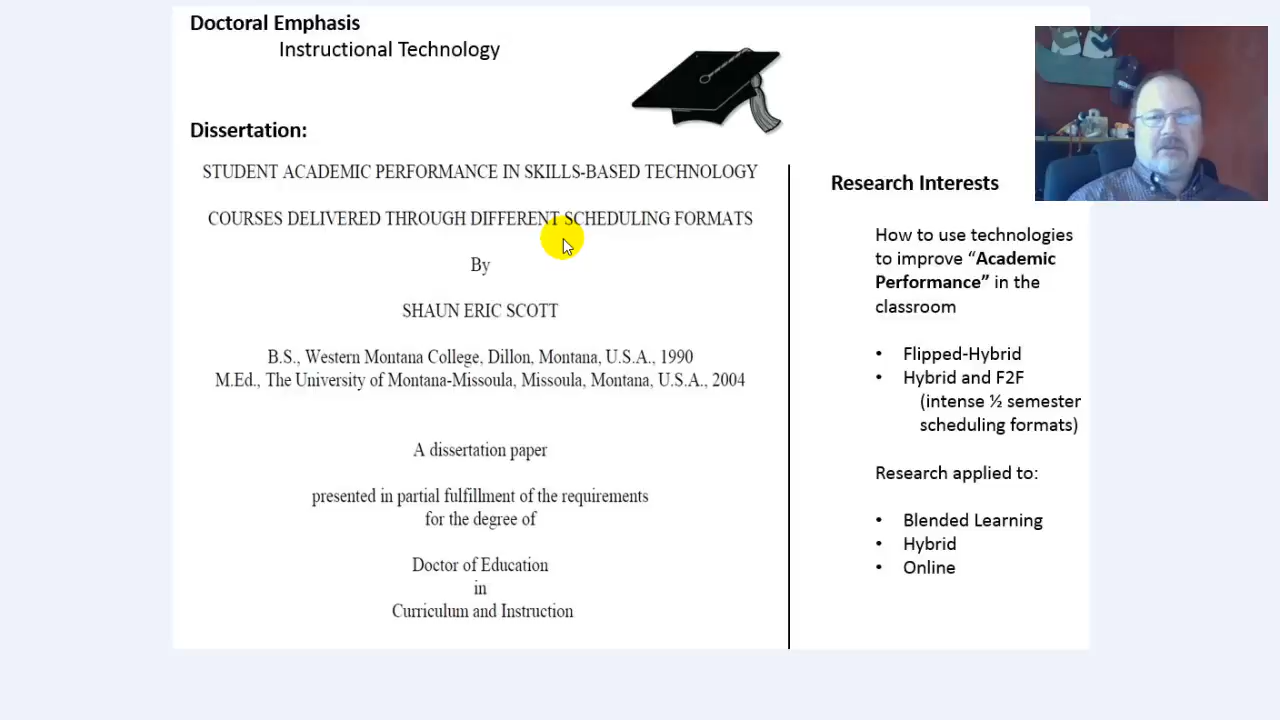 Doctoral Emphasis
Instructional Technology
Dissertation:
STUDENT ACADEMIC PERFORMANCE IN SKILLS-BASED TECHNOLOGY
COURSES DELIVERED THROUGH DIFFERENT SCHEDULING FORMATS
By
SHAUN ERIC SCOTT
B.S., Western Montana College, Dillon, Montana, U.S.A., 1990
M.Ed., The University of Montana-Missoula, Missoula, Montana, U.S.A., 2004
A dissertation paper
presented in partial fulfillment of the requirements
for the degree of
Doctor of Education
in
Curriculum and Instruction
Research Interests
How to use technologies
to improve “Academic
Performance” in the
classroom
• Flipped-Hybrid
• Hybrid and F2F
(intense ½ semester
scheduling formats)
Research applied to:
• Blended Learning
• Hybrid
• Online